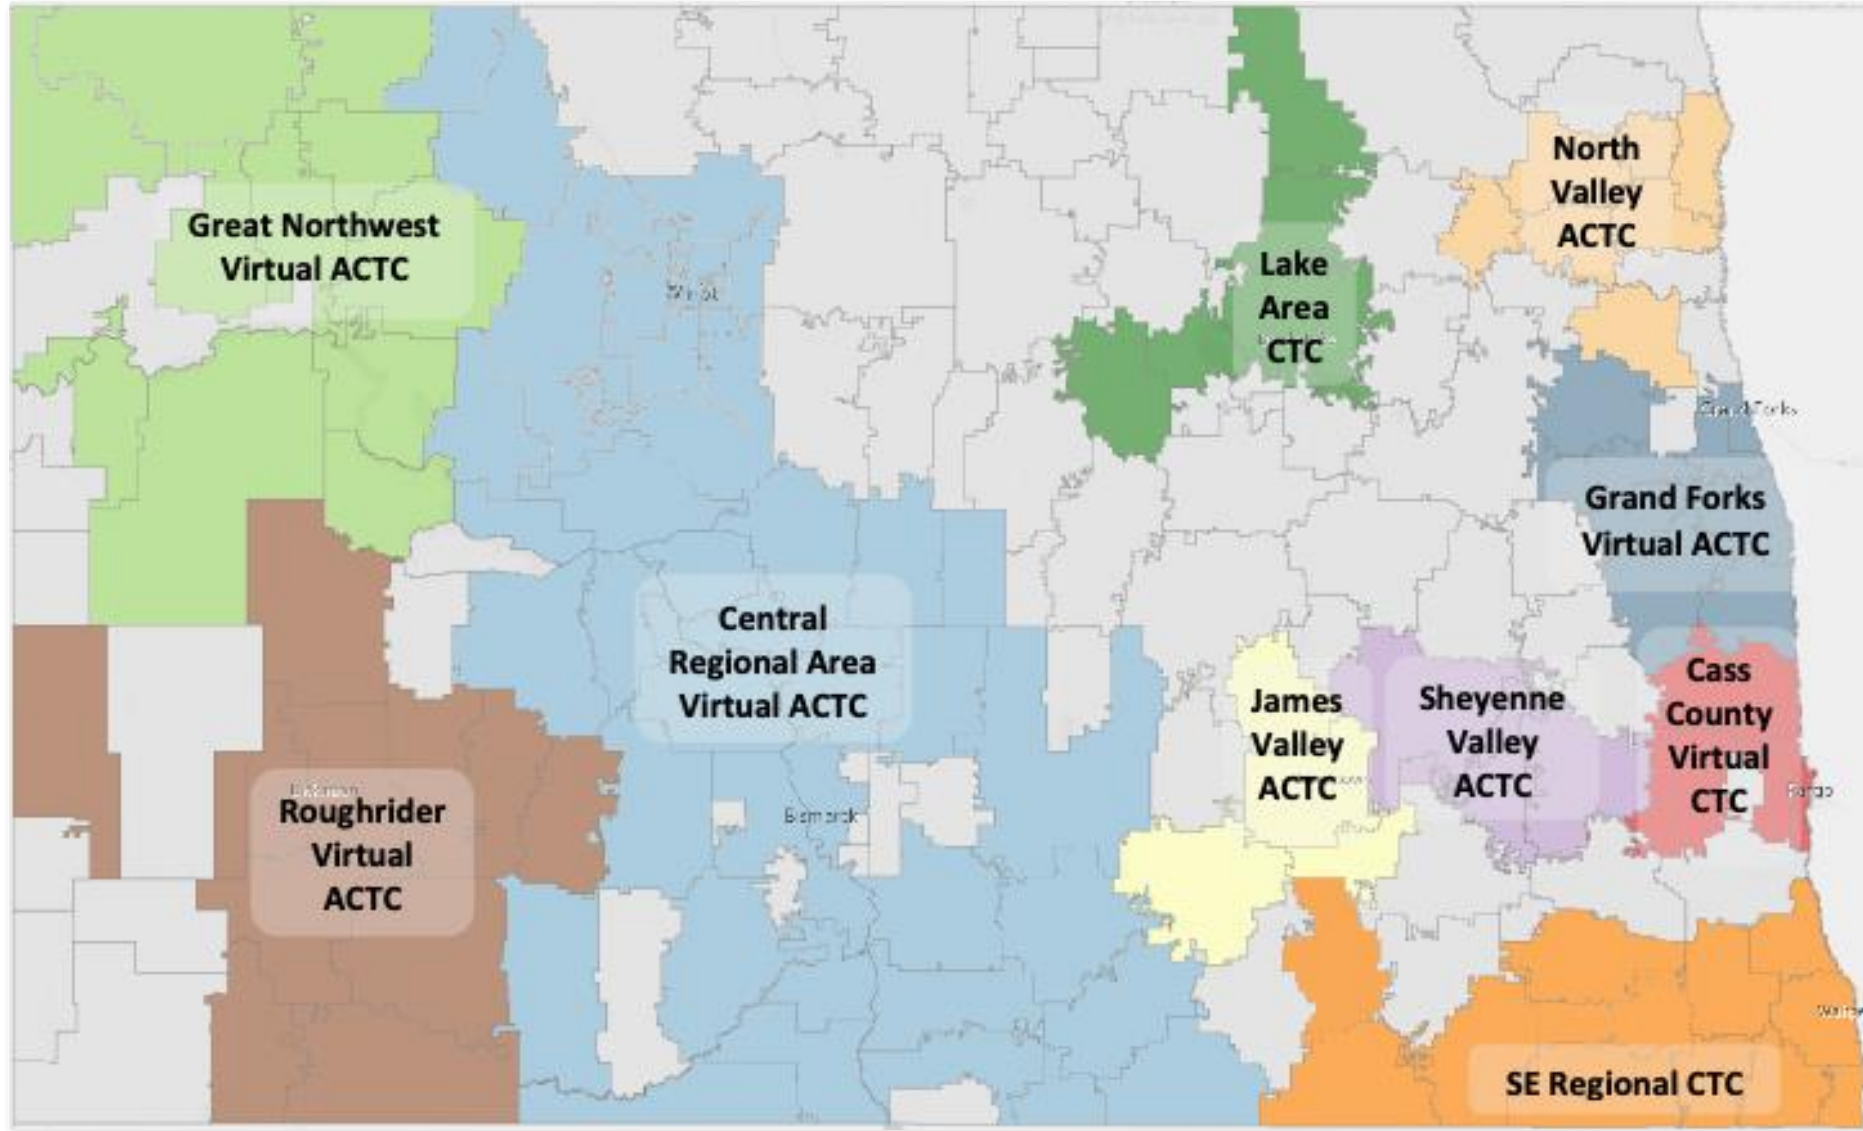 North
Valley
ACTC
Great Northwest
Virtual ACTC
Lake
Area
CTC
Minot
Grand Forks
Grand Forks
Virtual ACTC
Central
Regional Area
Virtual ACTC
James
Valley
ACTC
Sheyenne
Valley
ACTC
Cass
County
Virtual
CTC
Roughrider
Virtual
ACTC
Bismarck
Fargo
SE Regional CTC